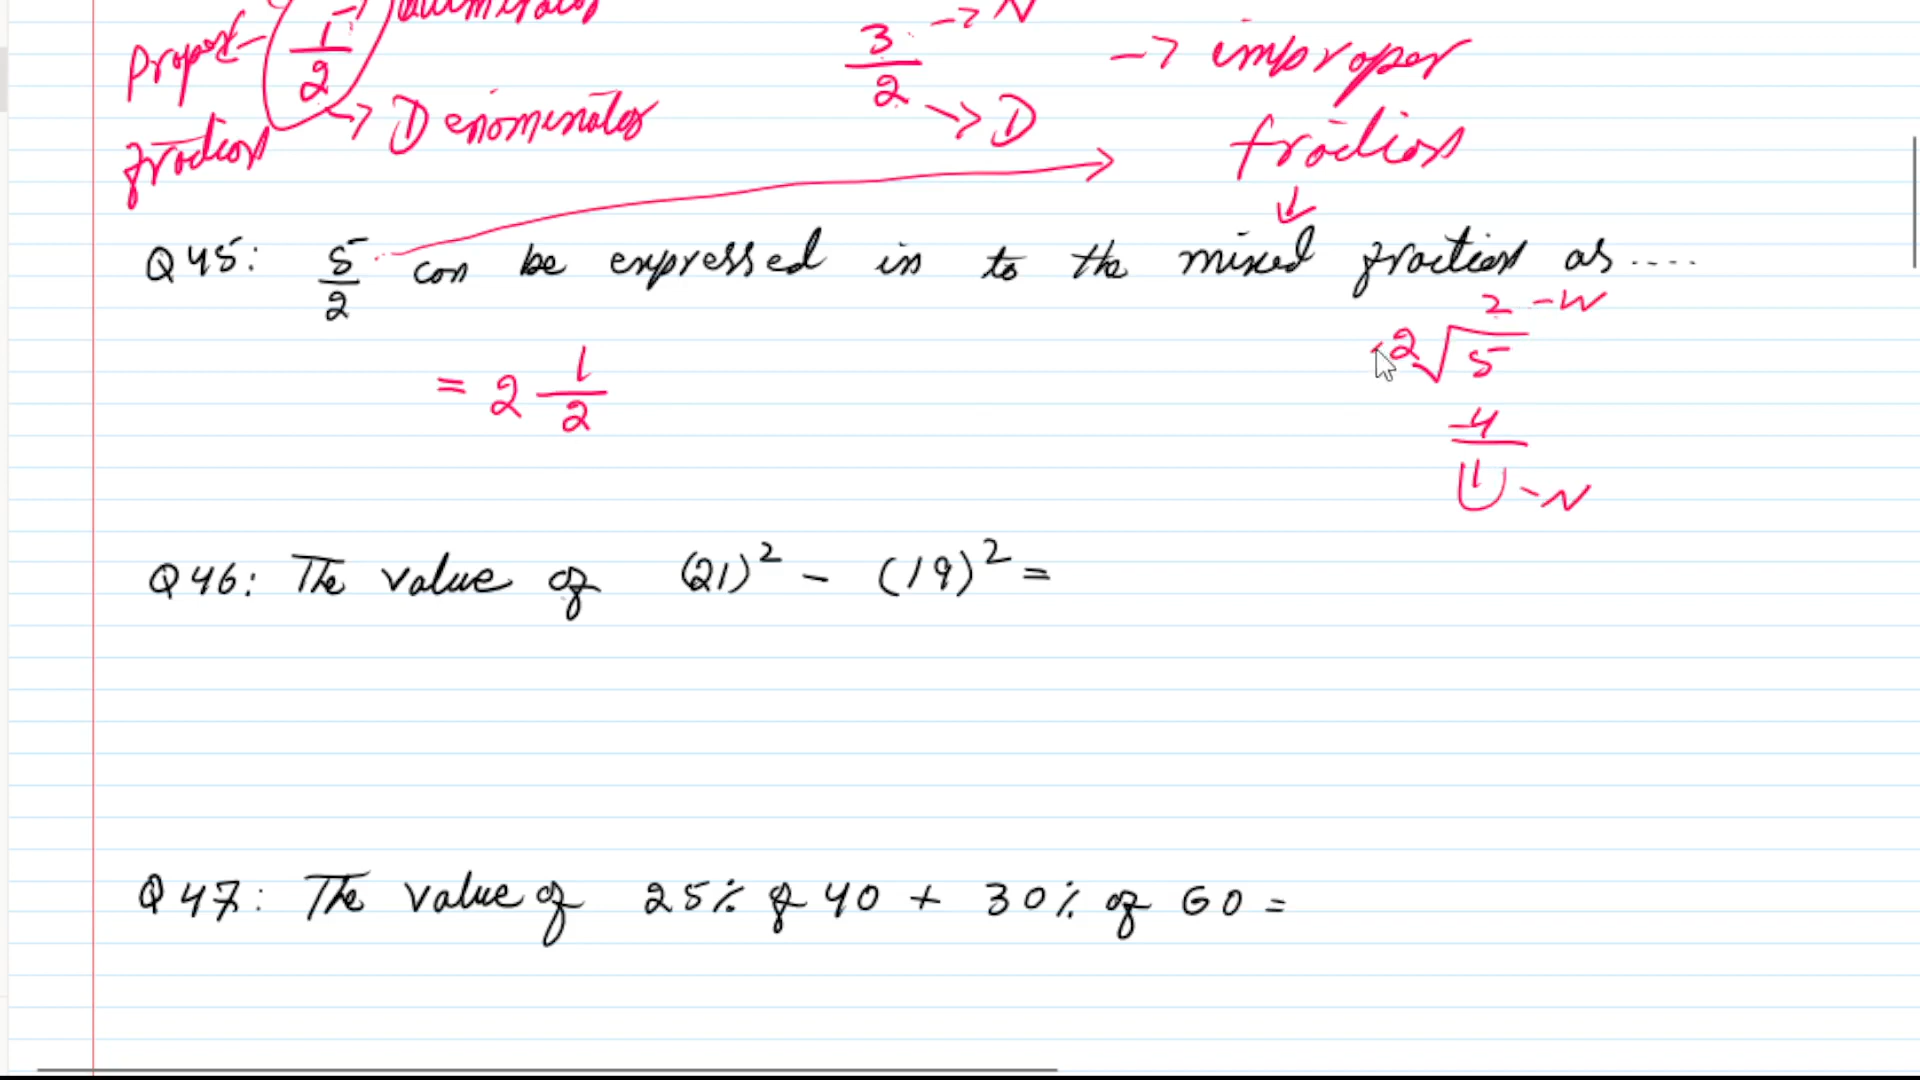 Proper 1/2 → Numerator
fraction → Denominator
3/2 → N → improper
→ D fraction
↓
Q45: 5/2 can be expressed in to the mixed fraction as ....
= 2 1/2
2 - W
2 √ 5
-4
1 - N
Q46: The value of (21)² - (19)² =
Q47: The value of 25% of 40 + 30% of 60 =